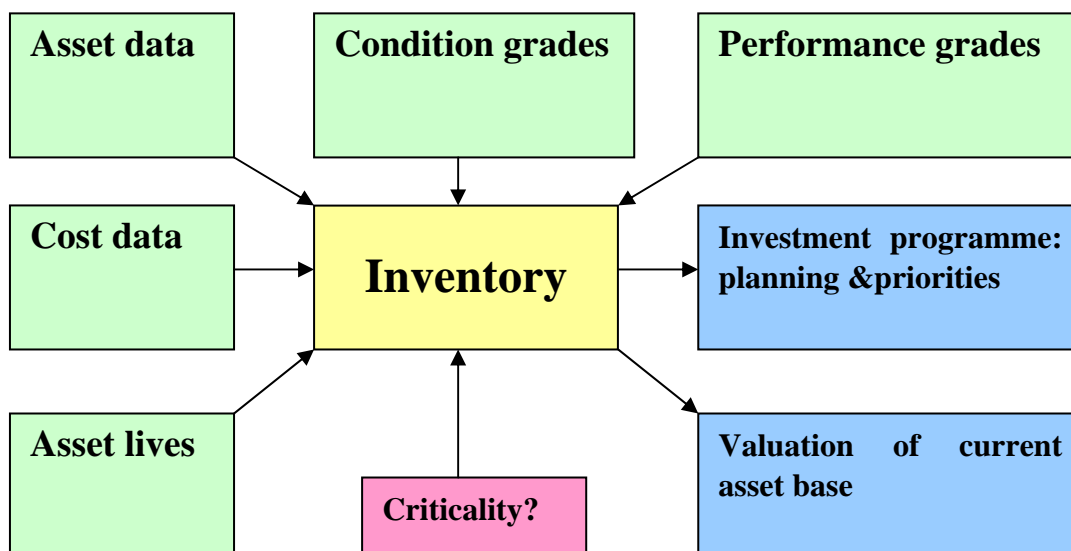 Asset data
Condition grades
Performance grades
Cost data
Inventory
Investment programme:
planning &priorities
Asset lives
Criticality?
Valuation of current
asset base